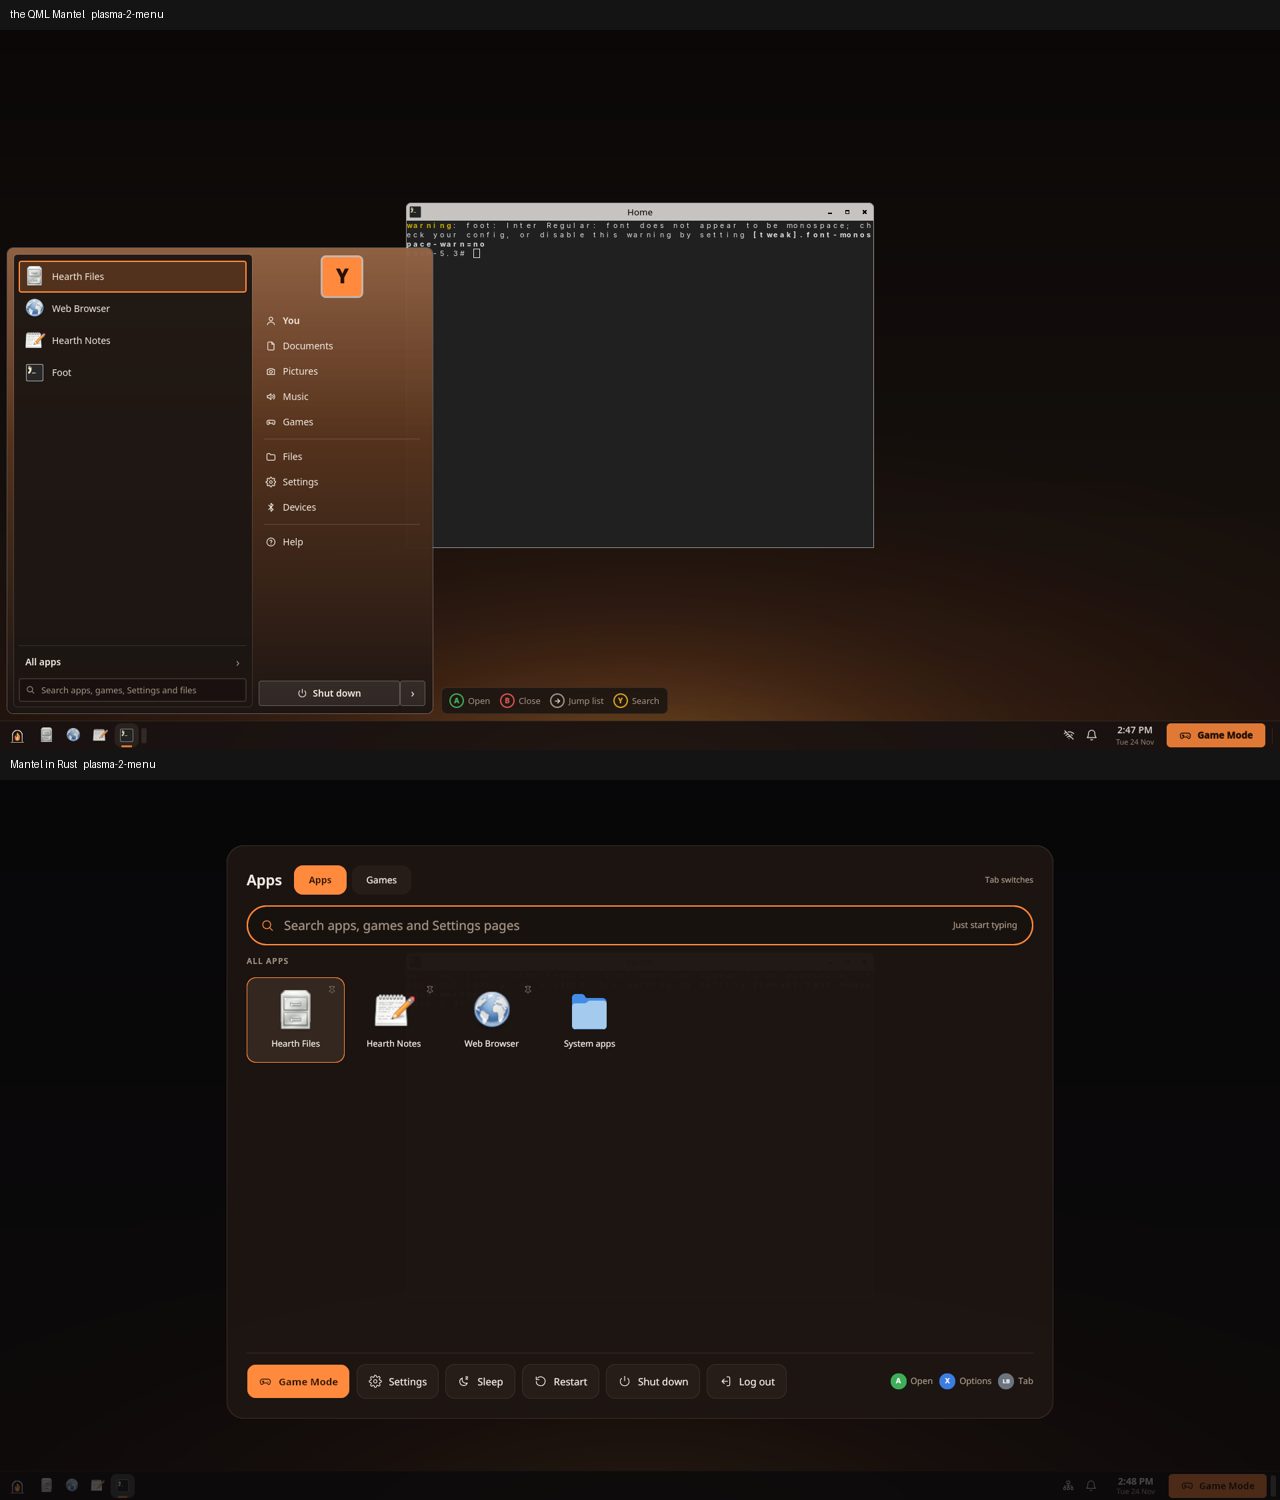 the QML Mantel plasma-2-menu
Home
warning: foot: Inter Regular: font does not appear to be monospace; ch
eck your config, or disable this warning by setting [tweak].font-monos
pace-warn=no
-5.3#
Hearth Files
Web Browser
Hearth Notes
Foot
All apps
Search apps, games, Settings and files
Y
You
Documents
Pictures
Music
Games
Files
Settings
Devices
Help
Shut down
A Open B Close Jump list Y Search
2:47 PM
Tue 24 Nov
Game Mode
Mantel in Rust plasma-2-menu
Apps Apps Games Tab switches
Search apps, games and Settings pages Just start typing
ALL APPS
Hearth Files Hearth Notes Web Browser System apps
Game Mode Settings Sleep Restart Shut down Log out A Open X Options LB Tab
2:48 PM
Tue 24 Nov
Game Mode